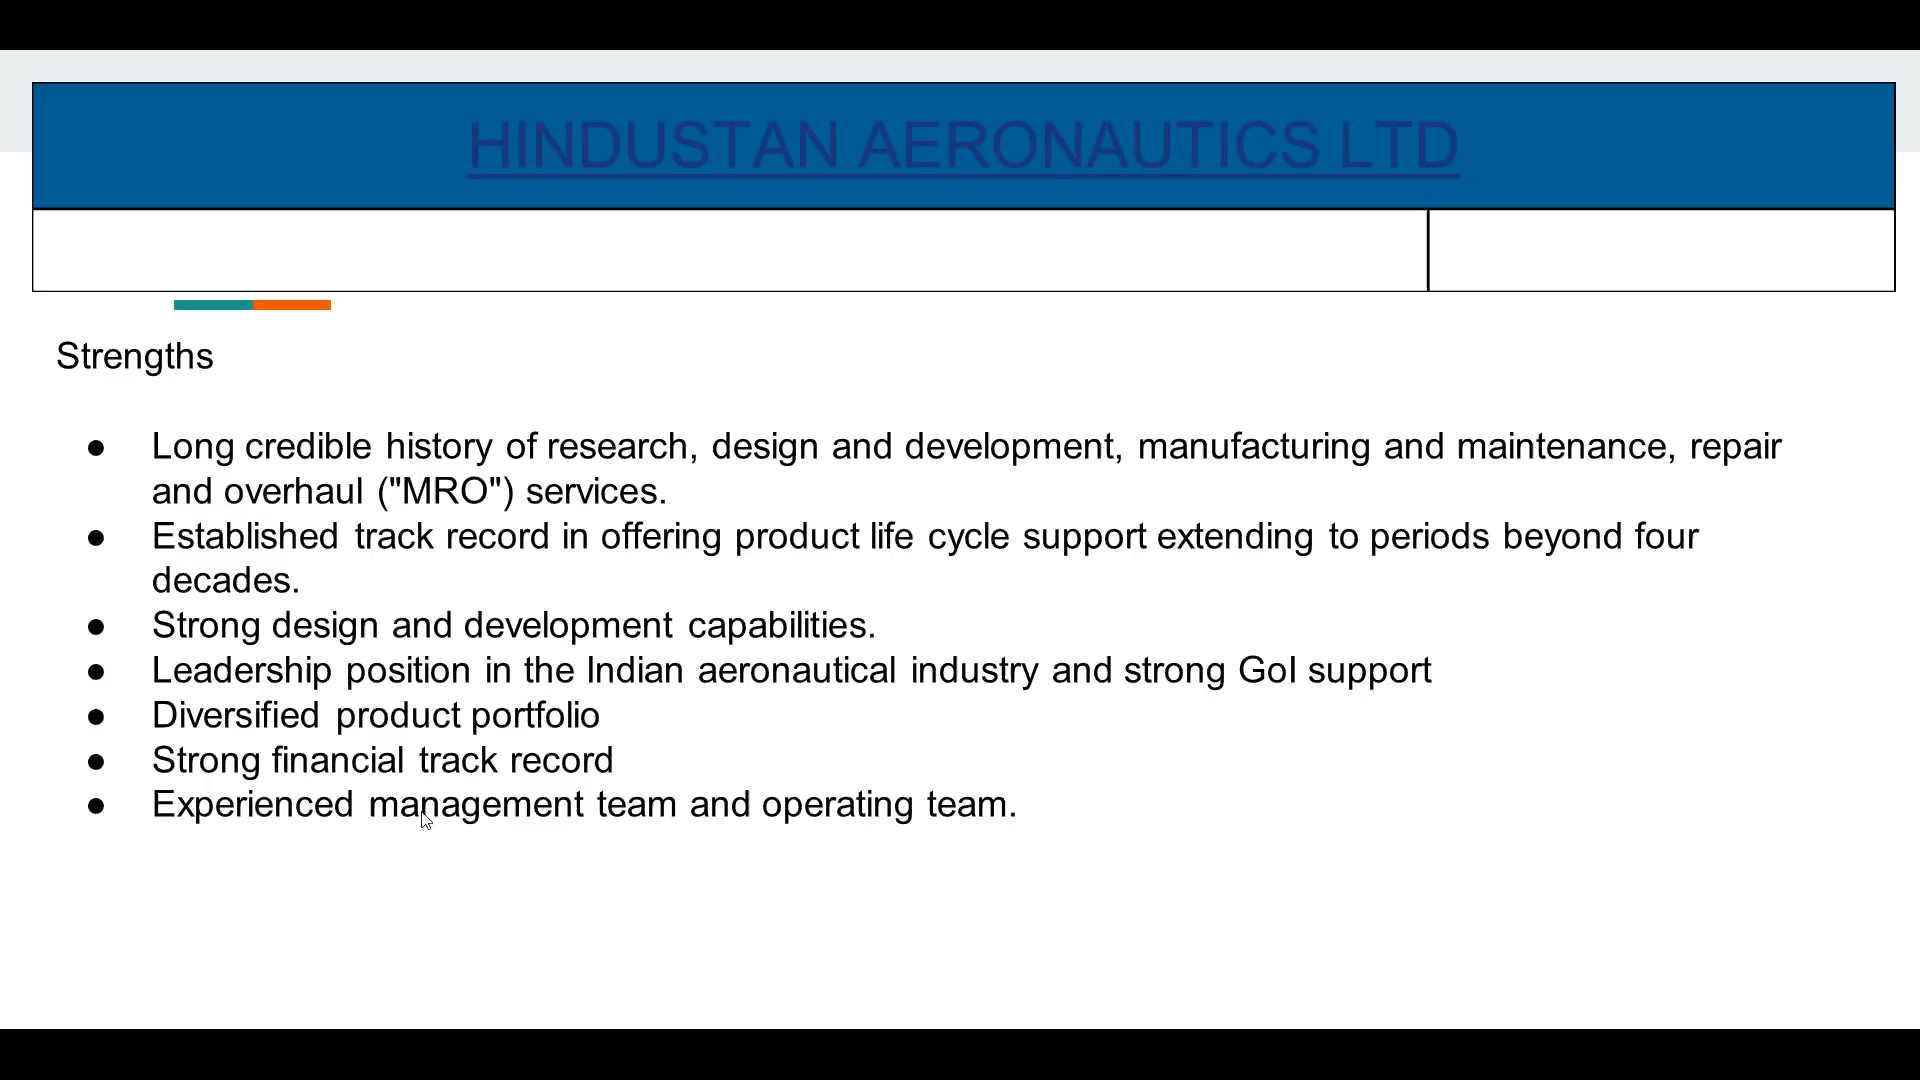 HINDUSTAN AERONAUTICS LTD
Strengths
● Long credible history of research, design and development, manufacturing and maintenance, repair
and overhaul ("MRO") services.
● Established track record in offering product life cycle support extending to periods beyond four
decades.
● Strong design and development capabilities.
● Leadership position in the Indian aeronautical industry and strong GoI support
● Diversified product portfolio
● Strong financial track record
● Experienced management team and operating team.